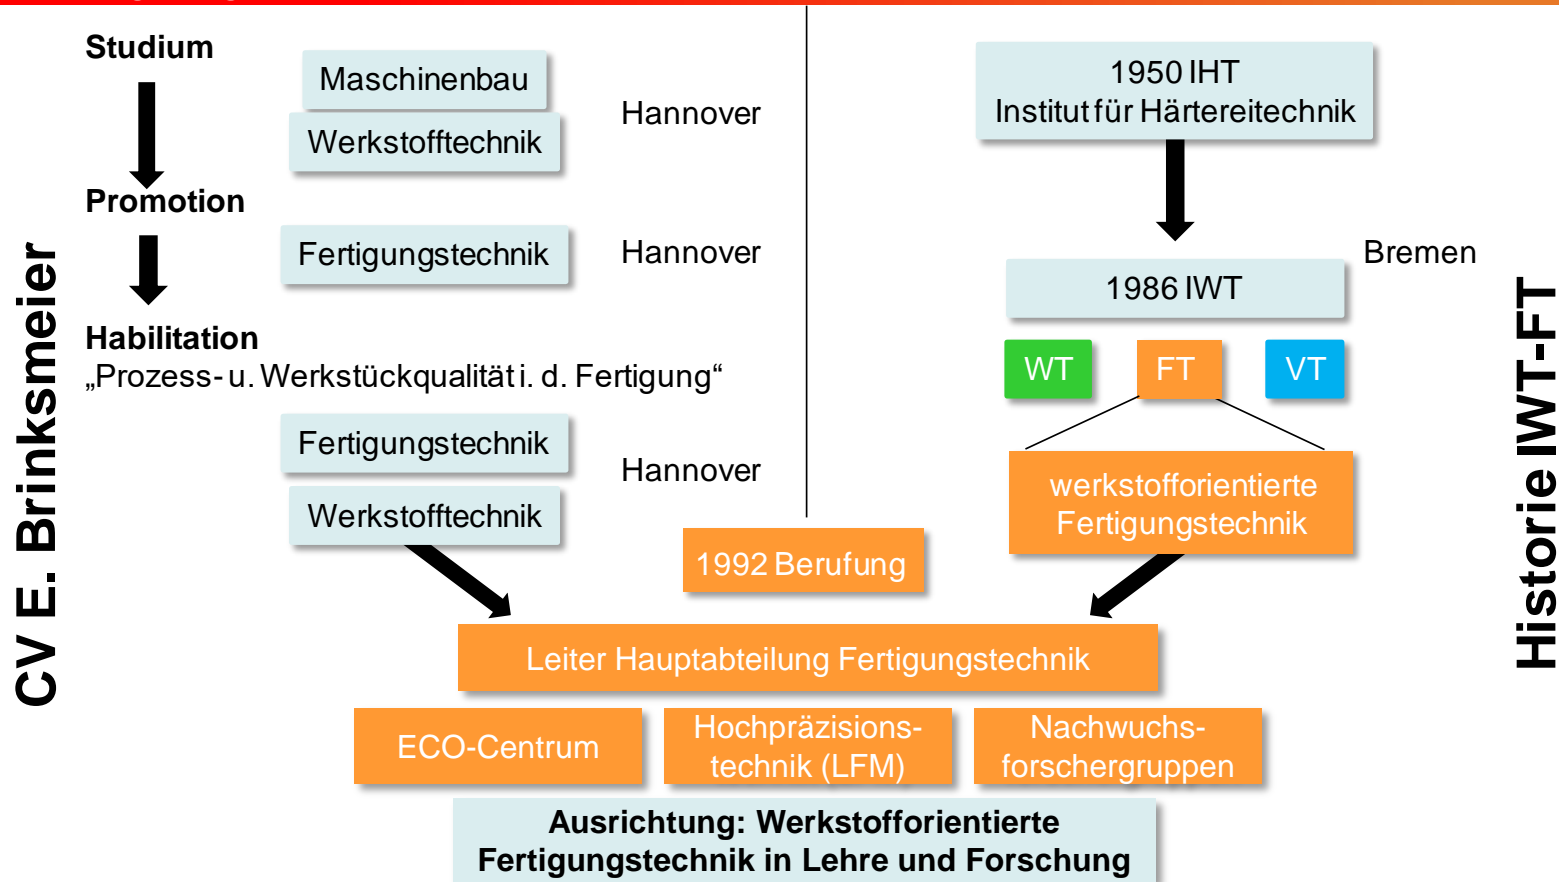 CV E. Brinksmeier
Studium
Maschinenbau
Werkstofftechnik
Hannover
Promotion
Fertigungstechnik
Hannover
Habilitation
„Prozess- u. Werkstückqualität i. d. Fertigung“
Fertigungstechnik
Werkstofftechnik
Hannover
1950 IHT
Institut für Härtereitechnik
Bremen
1986 IWT
WT
FT
VT
werkstofforientierte
Fertigungstechnik
Historie IWT-FT
1992 Berufung
Leiter Hauptabteilung Fertigungstechnik
ECO-Centrum
Hochpräzisions-
technik (LFM)
Nachwuchs-
forschergruppen
Ausrichtung: Werkstofforientierte
Fertigungstechnik in Lehre und Forschung